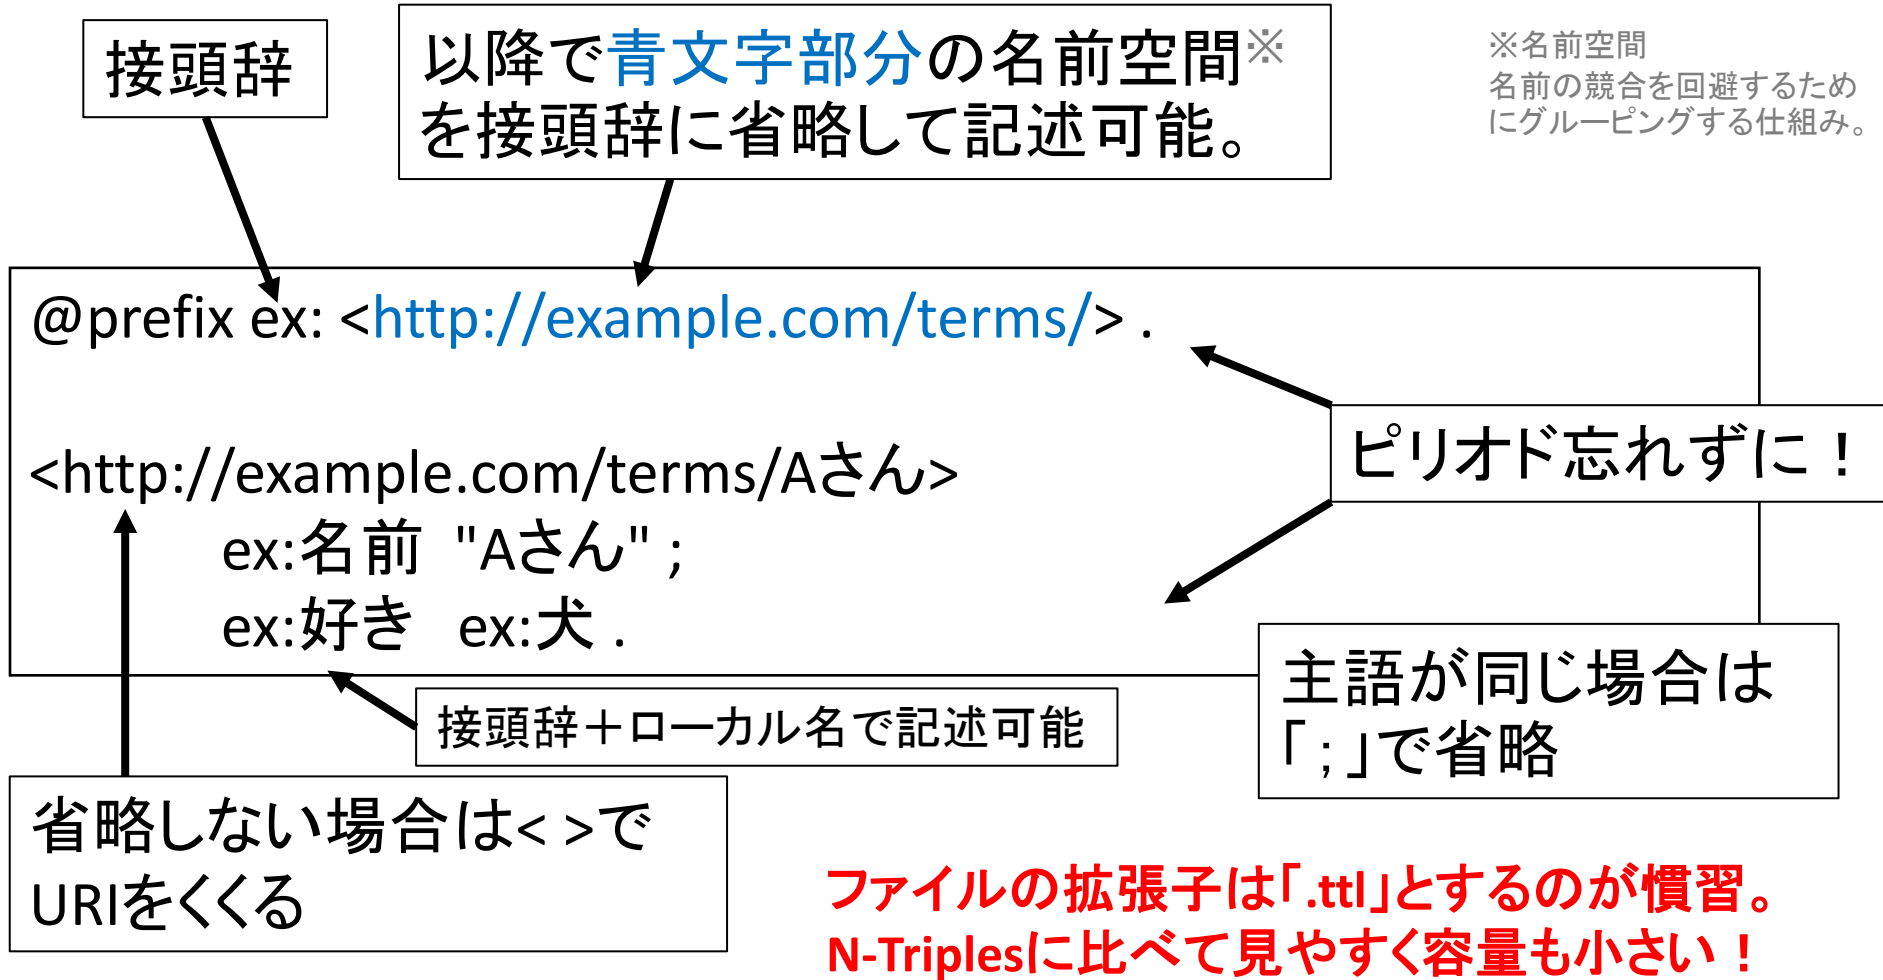 接頭辞
以降で青文字部分の名前空間※
を接頭辞に省略して記述可能。
※名前空間
名前の競合を回避するため
にグルーピングする仕組み。
@prefix ex: <http://example.com/terms/> .
<http://example.com/terms/Aさん>
ex:名前 "Aさん" ;
ex:好き ex:犬 .
ピリオド忘れずに！
主語が同じ場合は
「;」で省略
接頭辞＋ローカル名で記述可能
省略しない場合は< >で
URIをくくる
ファイルの拡張子は「.ttl」とするのが慣習。
N-Triplesに比べて見やすく容量も小さい！